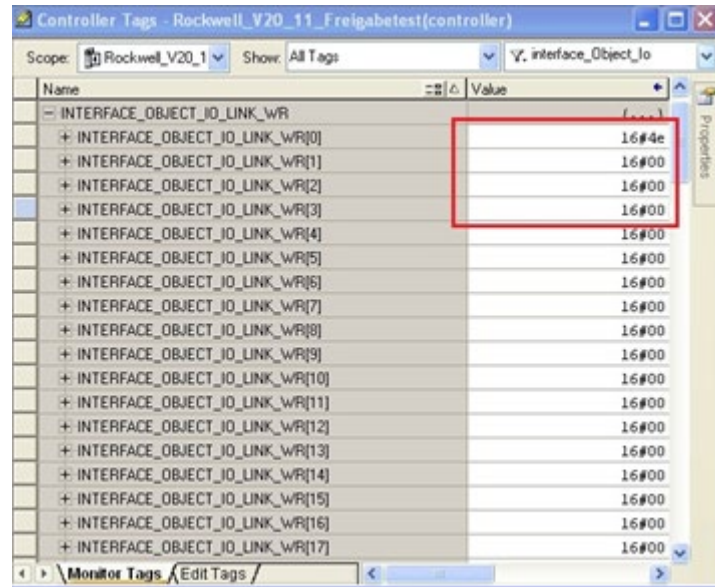 Controller Tags - Rockwell_V20_11_Freigabetest(controller)
Scope: Rockwell_V20_1 Show: All Tags interface_Object_Io
Name Value
INTERFACE_OBJECT_IO_LINK_WR {...}
INTERFACE_OBJECT_IO_LINK_WR[0] 16#4e
INTERFACE_OBJECT_IO_LINK_WR[1] 16#00
INTERFACE_OBJECT_IO_LINK_WR[2] 16#00
INTERFACE_OBJECT_IO_LINK_WR[3] 16#00
INTERFACE_OBJECT_IO_LINK_WR[4] 16#00
INTERFACE_OBJECT_IO_LINK_WR[5] 16#00
INTERFACE_OBJECT_IO_LINK_WR[6] 16#00
INTERFACE_OBJECT_IO_LINK_WR[7] 16#00
INTERFACE_OBJECT_IO_LINK_WR[8] 16#00
INTERFACE_OBJECT_IO_LINK_WR[9] 16#00
INTERFACE_OBJECT_IO_LINK_WR[10] 16#00
INTERFACE_OBJECT_IO_LINK_WR[11] 16#00
INTERFACE_OBJECT_IO_LINK_WR[12] 16#00
INTERFACE_OBJECT_IO_LINK_WR[13] 16#00
INTERFACE_OBJECT_IO_LINK_WR[14] 16#00
INTERFACE_OBJECT_IO_LINK_WR[15] 16#00
INTERFACE_OBJECT_IO_LINK_WR[16] 16#00
INTERFACE_OBJECT_IO_LINK_WR[17] 16#00
Monitor Tags Edit Tags
Properties